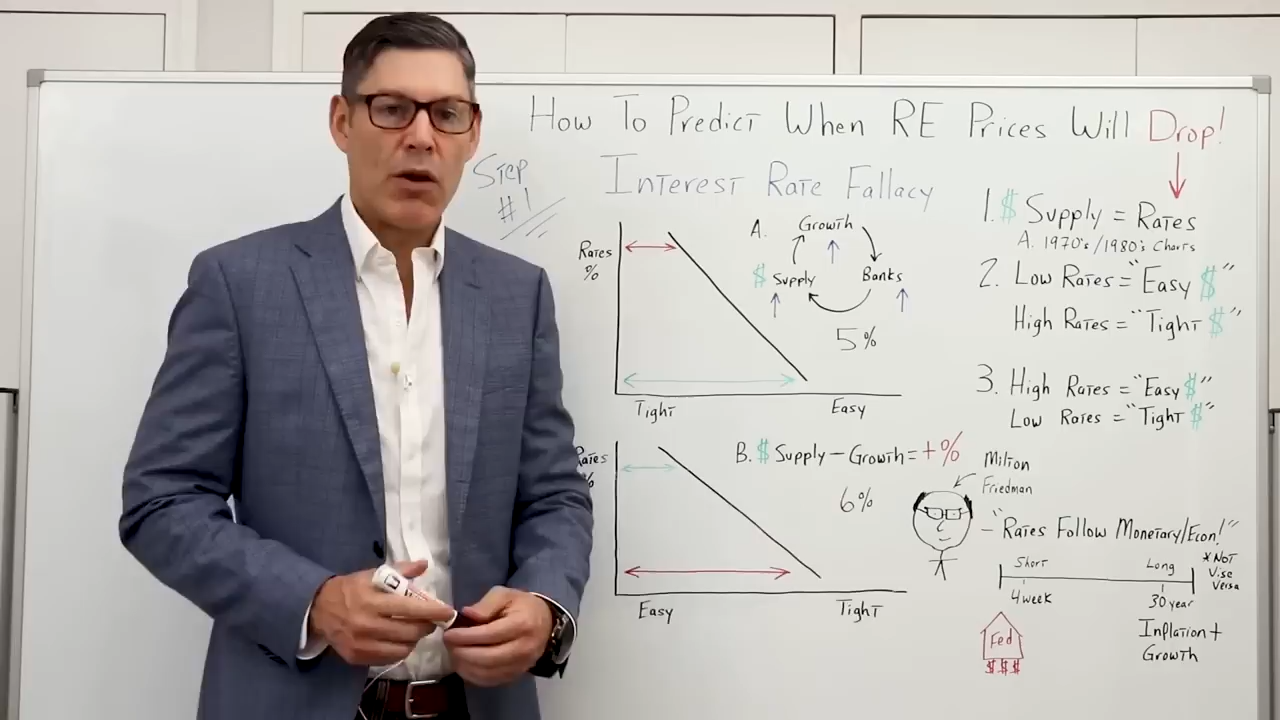 How To Predict When RE Prices Will Drop!
Step
#1
Interest Rate Fallacy
Rates
%
Tight
Easy
A.
Growth
$ Supply
Banks
5%
Rates
%
Easy
Tight
B. $ Supply - Growth = +%
6%
1. $ Supply = Rates
A. 1970's/1980's Charts
2. Low Rates = "Easy $"
High Rates = "Tight $"
3. High Rates = "Easy $"
Low Rates = "Tight $"
Milton
Friedman
- "Rates Follow Monetary/Econ!"
*Not
Vise
Versa
Short
Long
4 week
30 year
Fed
$$$
Inflation +
Growth